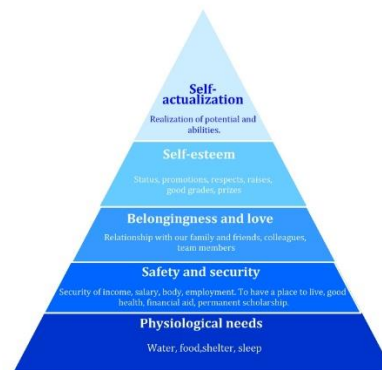 Self-
actualization
Realization of potential and
abilities.
Self-esteem
Status, promotions, respects, raises,
good grades, prizes
Belongingness and love
Relationship with our family and friends, colleagues,
team members
Safety and security
Security of income, salary, body, employment. To have a place to live, good
health, financial aid, permanent scholarship.
Physiological needs
Water, food,shelter, sleep